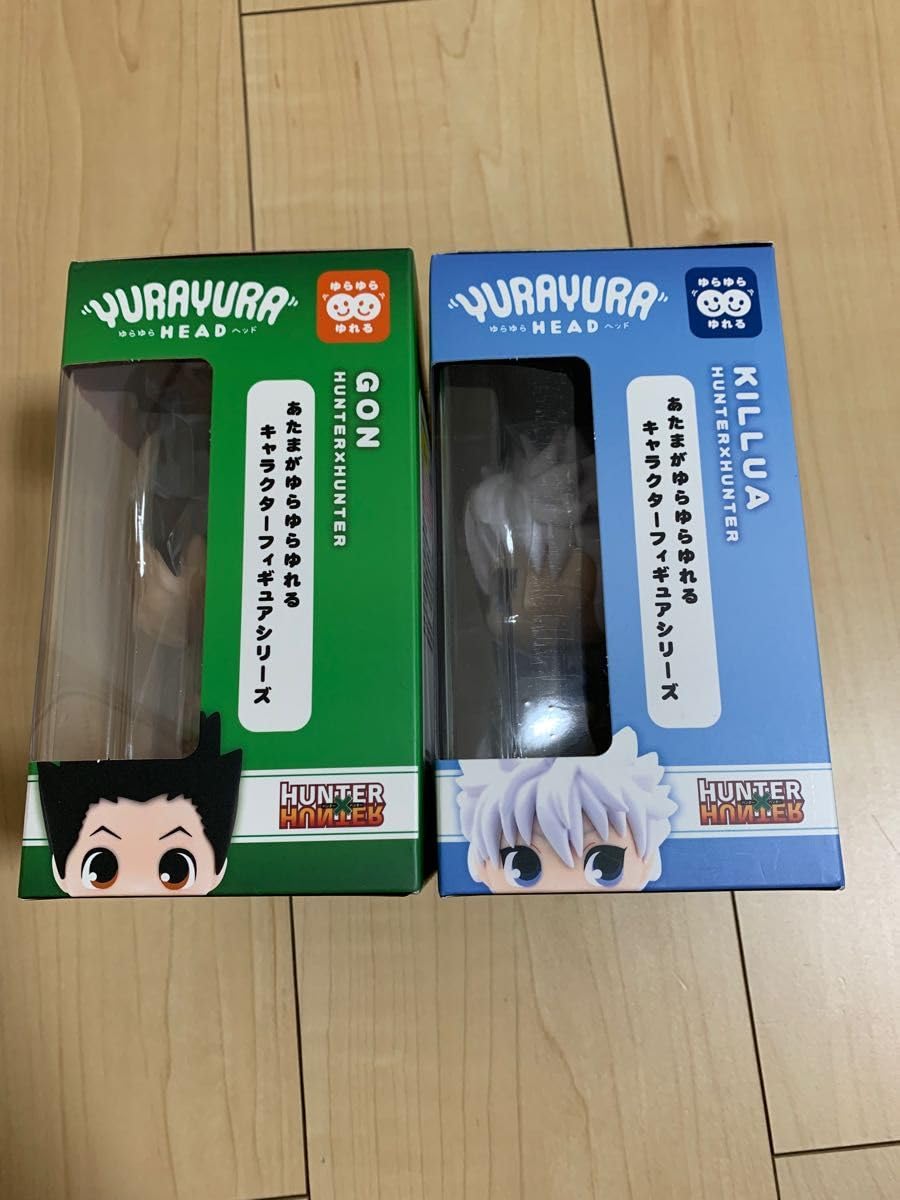 YURAYURA
ゆらゆら HEAD ヘッド
ゆらゆら
ゆれる
GON
HUNTER×HUNTER
あたまがゆらゆらゆれる
キャラクターフィギュアシリーズ
HUNTER
×
HUNTER
YURAYURA
ゆらゆら HEAD ヘッド
ゆらゆら
ゆれる
KILLUA
HUNTER×HUNTER
あたまがゆらゆらゆれる
キャラクターフィギュアシリーズ
HUNTER
×
HUNTER